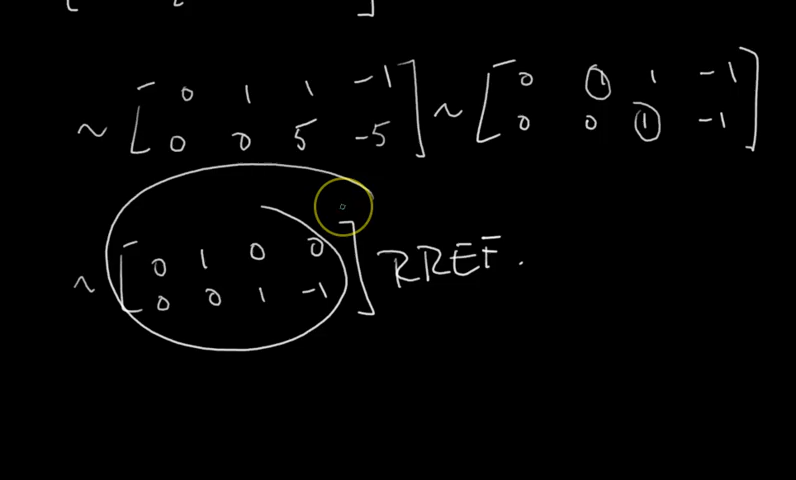 ~ [ 0 1 1 -1 ] ~ [ 0 1 1 -1 ]
[ 0 0 5 -5 ] [ 0 0 1 -1 ]
~ [ 0 1 0 0 ] RREF.
[ 0 0 1 -1 ]